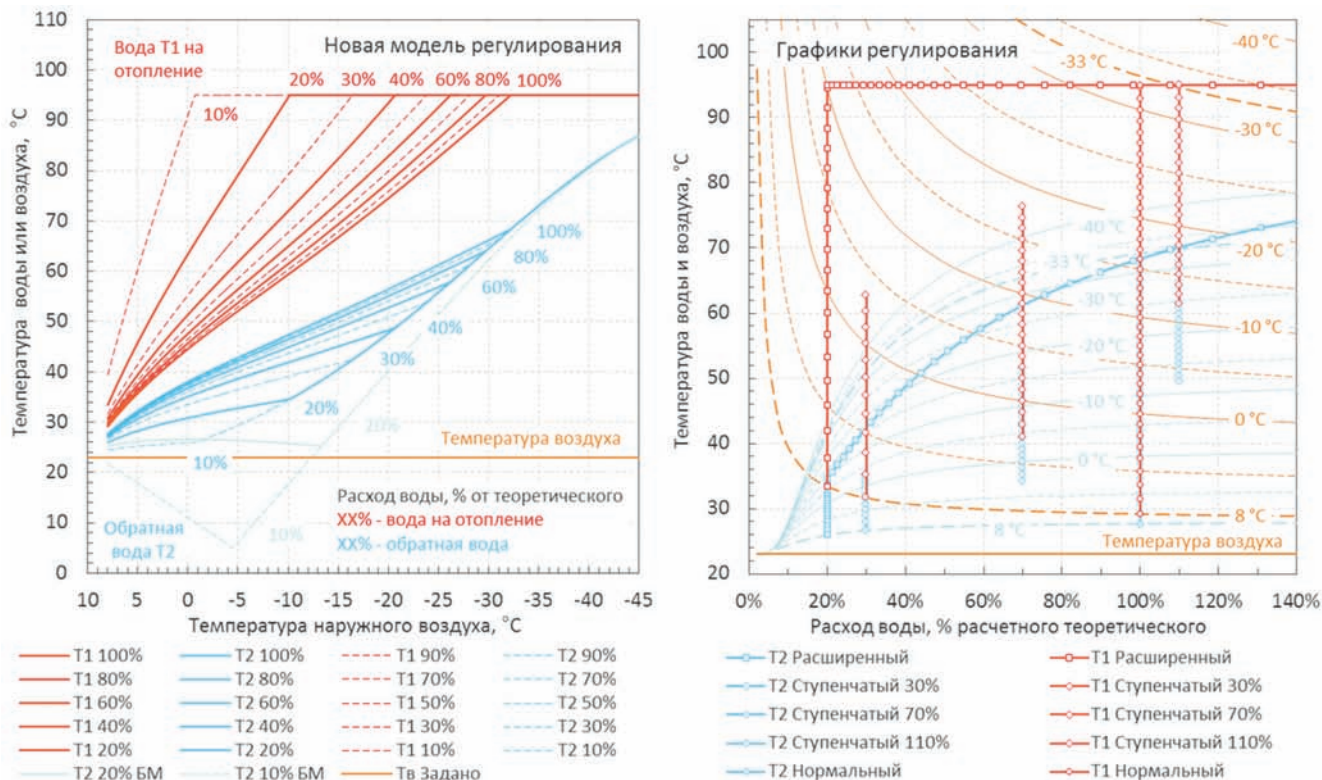 Новая модель регулирования
Вода Т1 на
отопление
20% 30% 40% 60% 80% 100%
10%
110
100
90
80
70
60
50
40
30
20
10
0
Температура воды или воздуха, °С
100%
80%
60%
40%
30%
20%
20%
10%
10%
Температура воздуха
Расход воды, % от теоретического
ХХ% - вода на отопление
ХХ% - обратная вода
Обратная
вода Т2
10 5 0 -5 -10 -15 -20 -25 -30 -35 -40 -45
Температура наружного воздуха, °С
Т1 100% Т2 100% Т1 90% Т2 90%
Т1 80% Т2 80% Т1 70% Т2 70%
Т1 60% Т2 60% Т1 50% Т2 50%
Т1 40% Т2 40% Т1 30% Т2 30%
Т1 20% Т2 20% Т1 10% Т2 10%
Т2 20% БМ Т2 10% БМ Тв Задано
Графики регулирования
100
90
80
70
60
50
40
30
20
Температура воды и воздуха, °С
-40 °С
-33 °С
-30 °С
-20 °С
-10 °С
0 °С
8 °С
-40 °С
-33 °С
-30 °С
-20 °С
-10 °С
0 °С
8 °С
Температура воздуха
0% 20% 40% 60% 80% 100% 120% 140%
Расход воды, % расчетного теоретического
Т2 Расширенный Т1 Расширенный
Т2 Ступенчатый 30% Т1 Ступенчатый 30%
Т2 Ступенчатый 70% Т1 Ступенчатый 70%
Т2 Ступенчатый 110% Т1 Ступенчатый 110%
Т2 Нормальный Т1 Нормальный